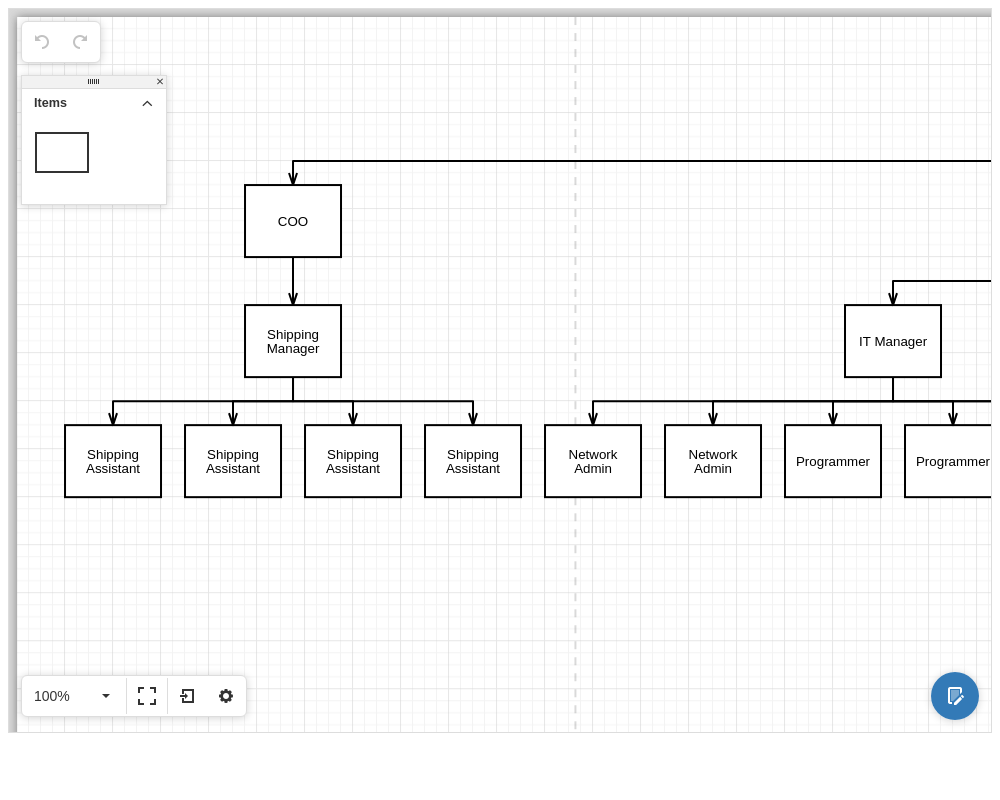 Items
COO
Shipping
Manager
IT Manager
Shipping
Assistant
Shipping
Assistant
Shipping
Assistant
Shipping
Assistant
Network
Admin
Network
Admin
Programmer
Programmer
100%